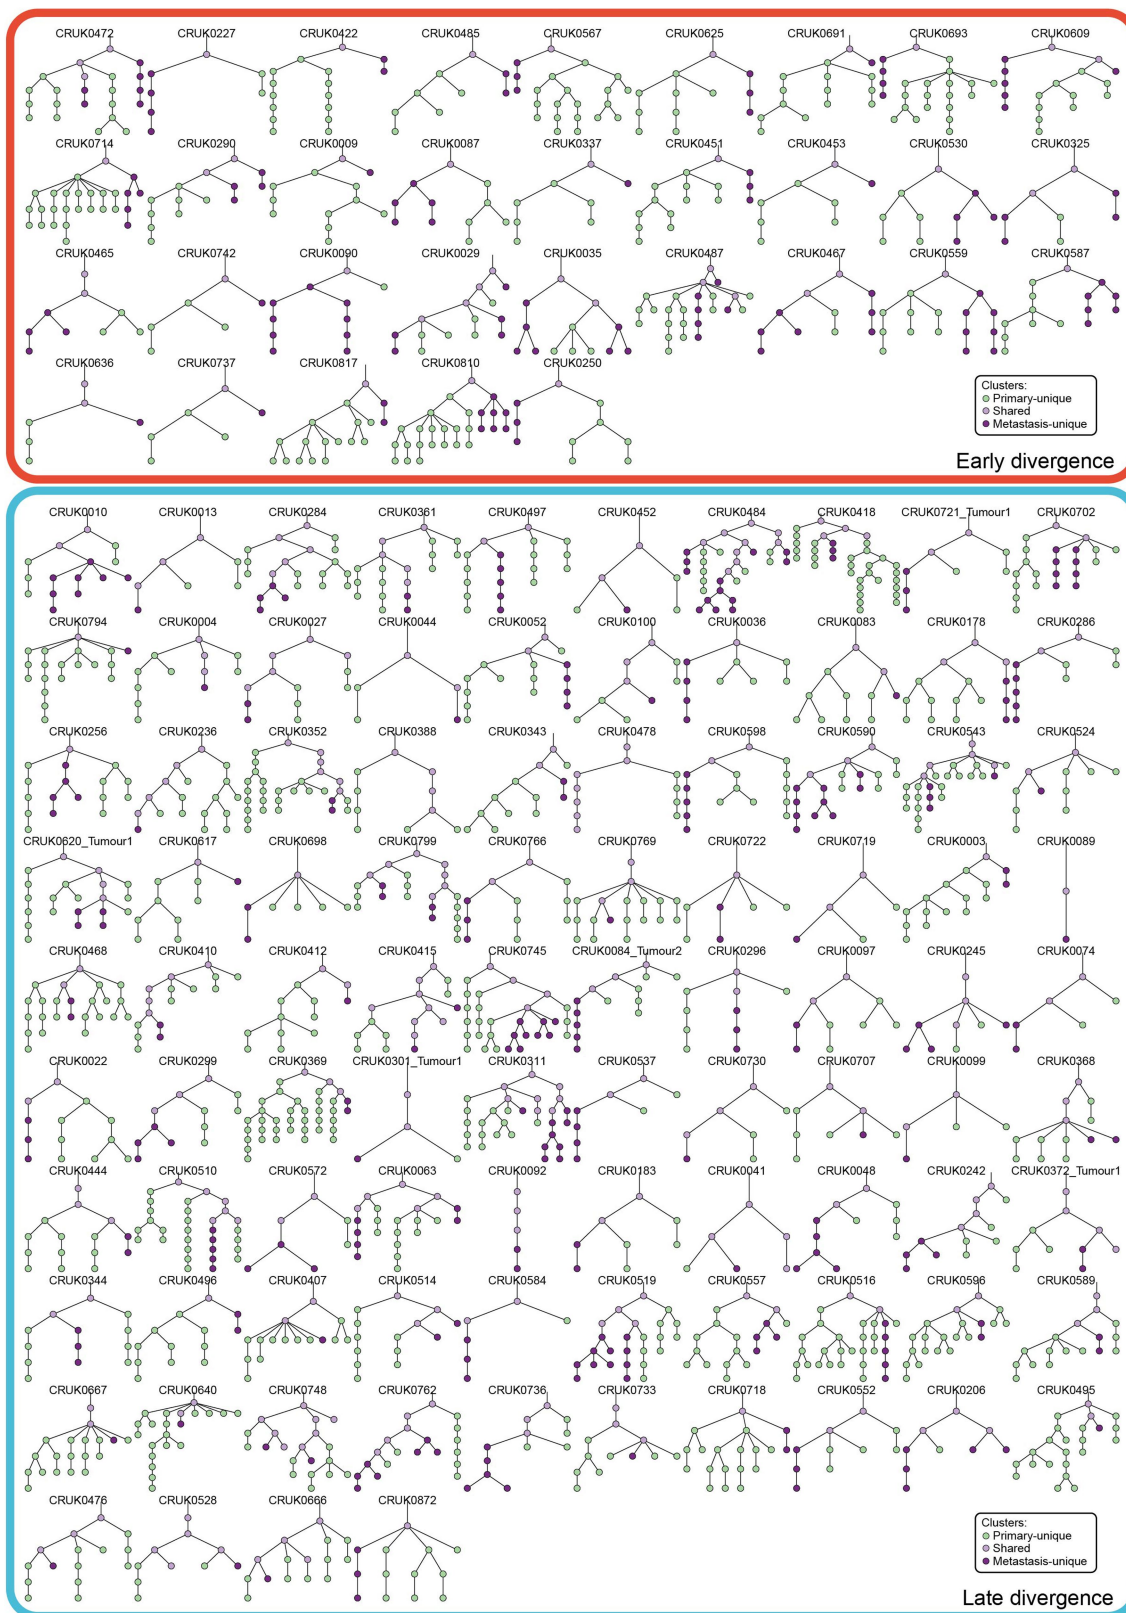 CRUK0472 CRUK0227 CRUK0422 CRUK0485 CRUK0567 CRUK0625 CRUK0691 CRUK0693 CRUK0609
CRUK0714 CRUK0290 CRUK0009 CRUK0087 CRUK0337 CRUK0451 CRUK0453 CRUK0530 CRUK0325
CRUK0465 CRUK0742 CRUK0090 CRUK0029 CRUK0035 CRUK0487 CRUK0467 CRUK0559 CRUK0587
CRUK0636 CRUK0737 CRUK0817 CRUK0810 CRUK0250
Clusters:
Primary-unique
Shared
Metastasis-unique
Early divergence
CRUK0010 CRUK0013 CRUK0284 CRUK0361 CRUK0497 CRUK0452 CRUK0484 CRUK0418 CRUK0721_Tumour1 CRUK0702
CRUK0794 CRUK0004 CRUK0027 CRUK0044 CRUK0052 CRUK0100 CRUK0036 CRUK0083 CRUK0178 CRUK0286
CRUK0256 CRUK0236 CRUK0352 CRUK0388 CRUK0343 CRUK0478 CRUK0598 CRUK0590 CRUK0543 CRUK0524
CRUK0620_Tumour1 CRUK0617 CRUK0698 CRUK0799 CRUK0766 CRUK0769 CRUK0722 CRUK0719 CRUK0003 CRUK0089
CRUK0468 CRUK0410 CRUK0412 CRUK0415 CRUK0745 CRUK0084_Tumour2 CRUK0296 CRUK0097 CRUK0245 CRUK0074
CRUK0022 CRUK0299 CRUK0369 CRUK0301_Tumour1 CRUK0311 CRUK0537 CRUK0730 CRUK0707 CRUK0099 CRUK0368
CRUK0444 CRUK0510 CRUK0572 CRUK0063 CRUK0092 CRUK0183 CRUK0041 CRUK0048 CRUK0242 CRUK0372_Tumour1
CRUK0344 CRUK0496 CRUK0407 CRUK0514 CRUK0584 CRUK0519 CRUK0557 CRUK0516 CRUK0596 CRUK0589
CRUK0667 CRUK0640 CRUK0748 CRUK0762 CRUK0736 CRUK0733 CRUK0718 CRUK0552 CRUK0206 CRUK0495
CRUK0476 CRUK0528 CRUK0666 CRUK0872
Clusters:
Primary-unique
Shared
Metastasis-unique
Late divergence